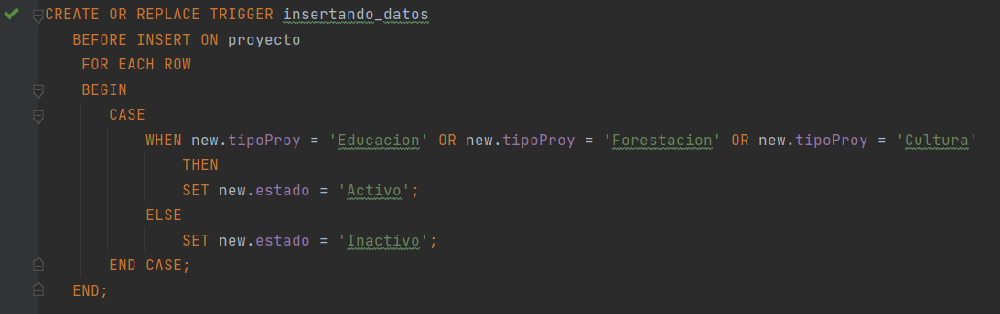 CREATE OR REPLACE TRIGGER insertando_datos
BEFORE INSERT ON proyecto
FOR EACH ROW
BEGIN
CASE
WHEN new.tipoProy = 'Educacion' OR new.tipoProy = 'Forestacion' OR new.tipoProy = 'Cultura'
THEN
SET new.estado = 'Activo';
ELSE
SET new.estado = 'Inactivo';
END CASE;
END;